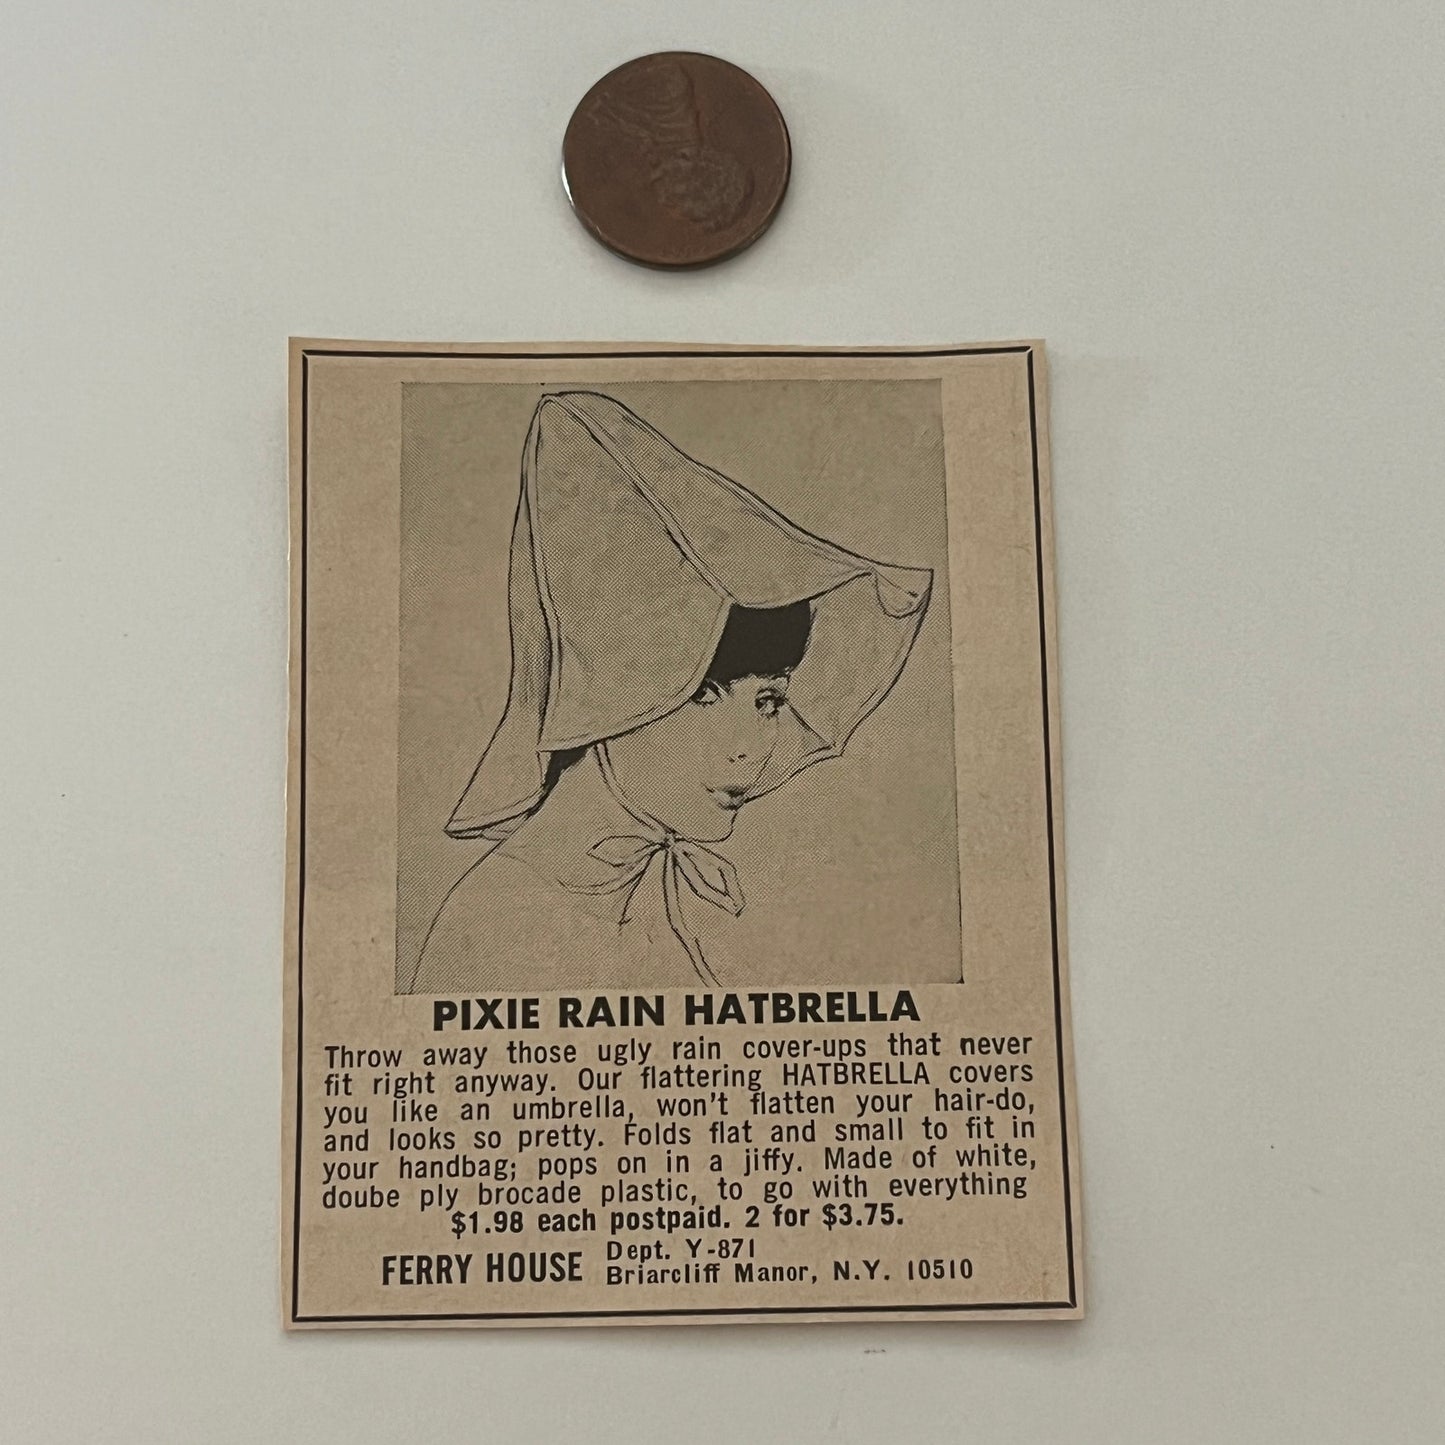 PIXIE RAIN HATBRELLA
Throw away those ugly rain cover-ups that never
fit right anyway. Our flattering HATBRELLA covers
you like an umbrella, won't flatten your hair-do,
and looks so pretty. Folds flat and small to fit in
your handbag; pops on in a jiffy. Made of white,
doube ply brocade plastic, to go with everything
$1.98 each postpaid. 2 for $3.75.
FERRY HOUSE Dept. Y-871
Briarcliff Manor, N.Y. 10510